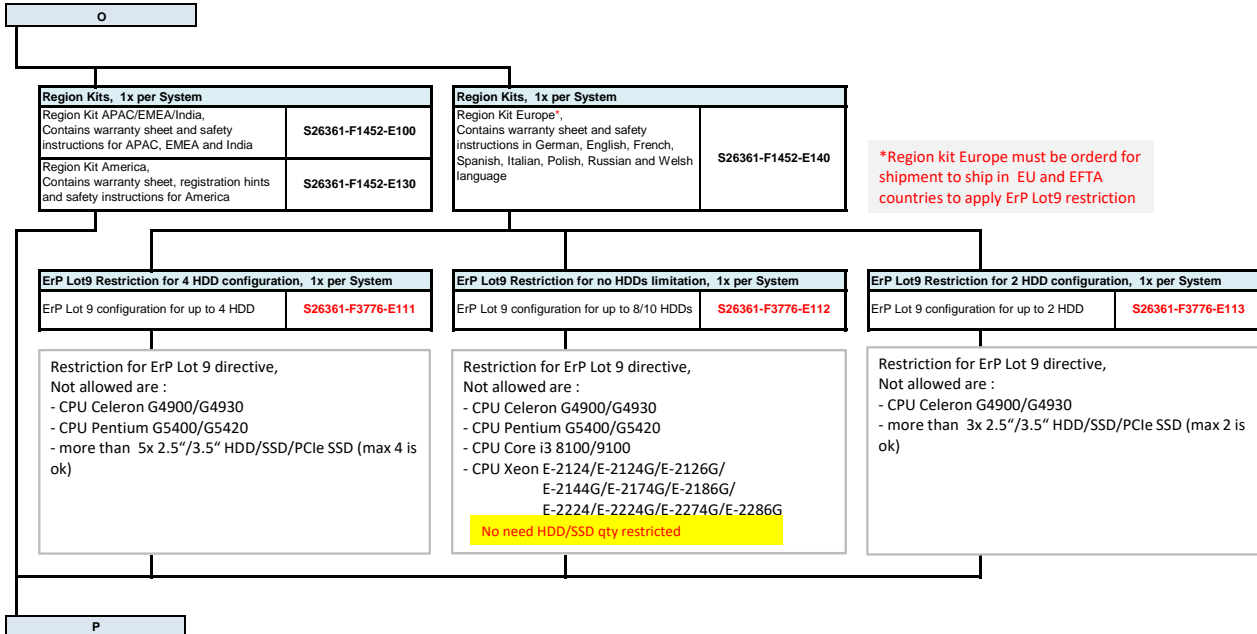 O
Region Kits,  1x per System
Region Kit APAC/EMEA/India,
Contains warranty sheet and safety
instructions for APAC, EMEA and India
S26361-F1452-E100
Region Kit America,
Contains warranty sheet, registration hints
and safety instructions for America
S26361-F1452-E130
Region Kits,  1x per System
Region Kit Europe*,
Contains warranty sheet and safety
instructions in German, English, French,
Spanish, Italian, Polish, Russian and Welsh
language
S26361-F1452-E140
*Region kit Europe must be orderd for
shipment to ship in  EU and EFTA
countries to apply ErP Lot9 restriction
ErP Lot9 Restriction for 4 HDD configuration,  1x per System
ErP Lot 9 configuration for up to 4 HDD
S26361-F3776-E111
Restriction for ErP Lot 9 directive,
Not allowed are :
- CPU Celeron G4900/G4930
- CPU Pentium G5400/G5420
- more than  5x 2.5“/3.5“ HDD/SSD/PCIe SSD (max 4 is
ok)
ErP Lot9 Restriction for no HDDs limitation,  1x per System
ErP Lot 9 configuration for up to 8/10 HDDs
S26361-F3776-E112
Restriction for ErP Lot 9 directive,
Not allowed are :
- CPU Celeron G4900/G4930
- CPU Pentium G5400/G5420
- CPU Core i3 8100/9100
- CPU Xeon E-2124/E-2124G/E-2126G/
E-2144G/E-2174G/E-2186G/
E-2224/E-2224G/E-2274G/E-2286G
No need HDD/SSD qty restricted
ErP Lot9 Restriction for 2 HDD configuration,  1x per System
ErP Lot 9 configuration for up to 2 HDD
S26361-F3776-E113
Restriction for ErP Lot 9 directive,
Not allowed are :
- CPU Celeron G4900/G4930
- more than  3x 2.5“/3.5“ HDD/SSD/PCIe SSD (max 2 is
ok)
P